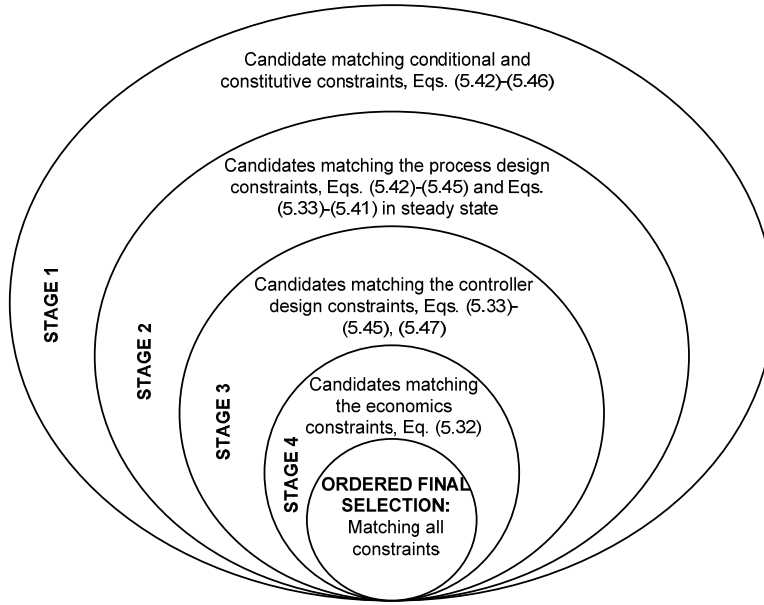 Candidate matching conditional and
constitutive constraints, Eqs. (5.42)-(5.46)
STAGE 1
Candidates matching the process design
constraints, Eqs. (5.42)-(5.45) and Eqs.
(5.33)-(5.41) in steady state
STAGE 2
Candidates matching the controller
design constraints, Eqs. (5.33)-
(5.45), (5.47)
STAGE 3
Candidates matching
the economics
constraints, Eq. (5.32)
STAGE 4
ORDERED FINAL
SELECTION:
Matching all
constraints